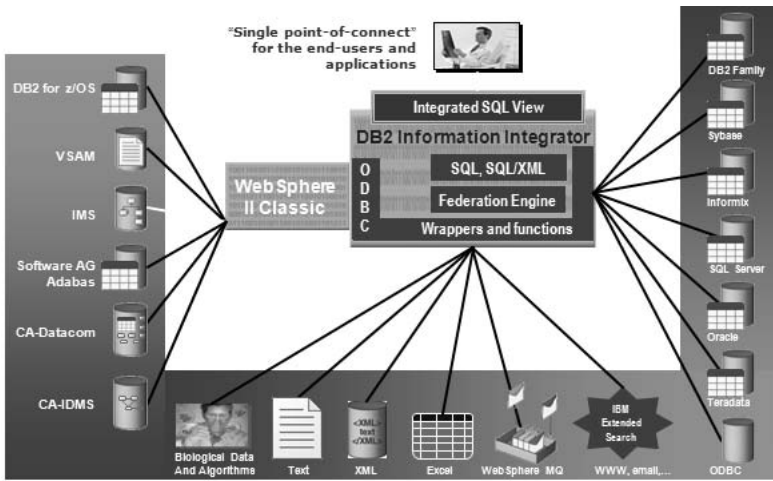 "Single point-of-connect"
for the end-users and
applications
DB2 for z/OS
VSAM
IMS
Software AG
Adabas
CA-Datacom
CA-IDMS
WebSphere
II Classic
Integrated SQL View
DB2 Information Integrator
O
D
B
C
SQL, SQL/XML
Federation Engine
Wrappers and functions
DB2 Family
Sybase
Informix
SQL Server
Oracle
Teradata
ODBC
Biological Data
And Algorithms
Text
<XML>
text
</XML>
XML
Excel
WebSphere MQ
IBM
Extended
Search
WWW, email,...